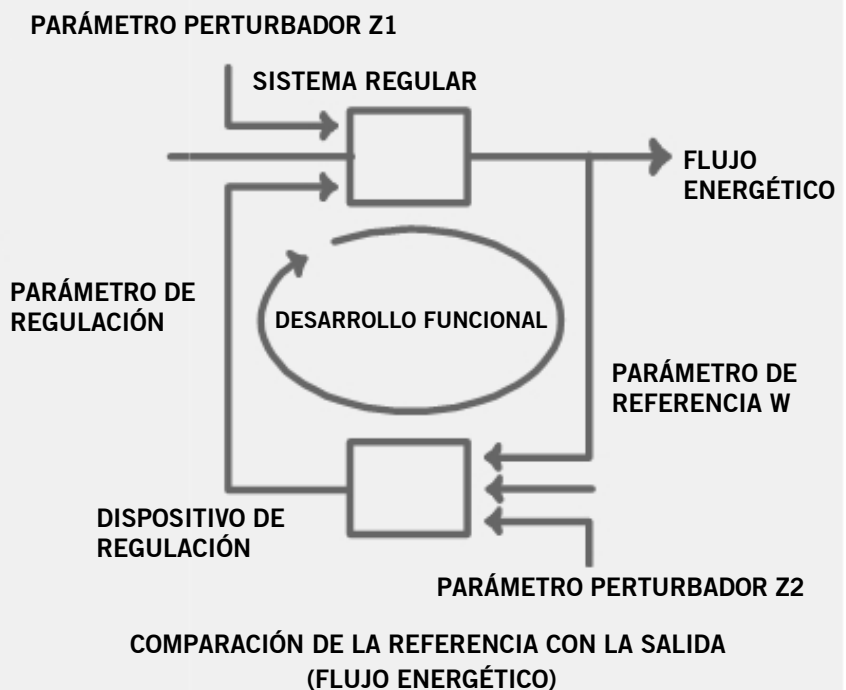 PARÁMETRO PERTURBADOR Z1
SISTEMA REGULAR
FLUJO
ENERGÉTICO
PARÁMETRO DE
REGULACIÓN
DESARROLLO FUNCIONAL
PARÁMETRO DE
REFERENCIA W
DISPOSITIVO DE
REGULACIÓN
PARÁMETRO PERTURBADOR Z2
COMPARACIÓN DE LA REFERENCIA CON LA SALIDA
(FLUJO ENERGÉTICO)